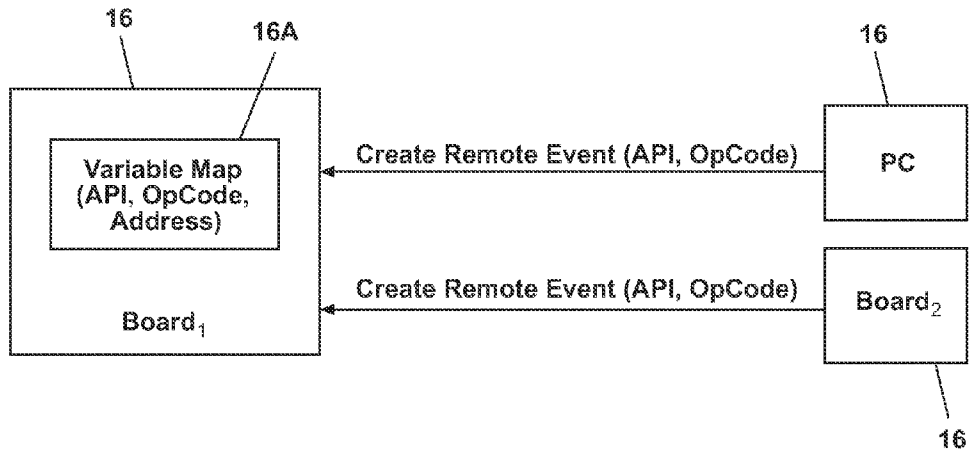 16
16A
16
Variable Map
(API, OpCode,
Address)
Create Remote Event (API, OpCode)
PC
Create Remote Event (API, OpCode)
Board₁
Board₂
16